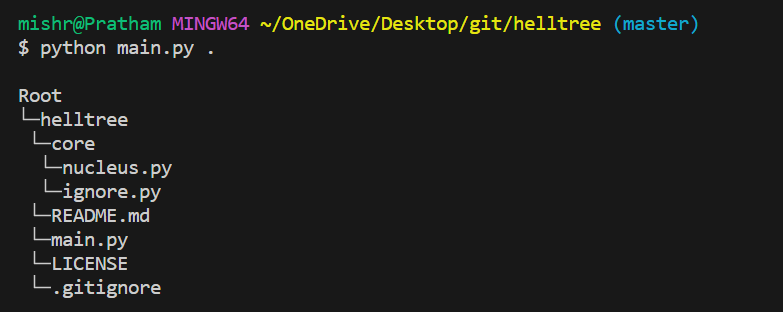 mishr@Pratham MINGW64 ~/OneDrive/Desktop/git/helltree (master)
$ python main.py .

Root
└─helltree
 └─core
  └─nucleus.py
  └─ignore.py
 └─README.md
 └─main.py
 └─LICENSE
 └─.gitignore